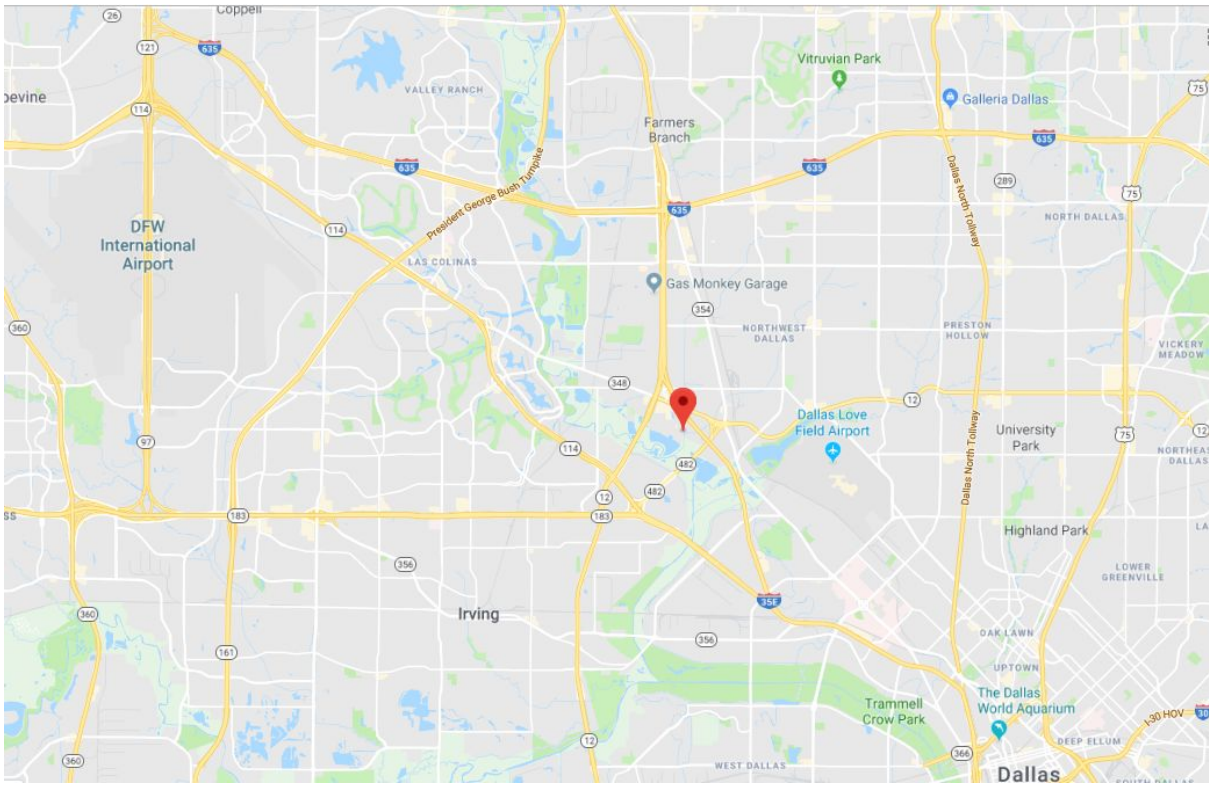 26
Coppell
121
635
VALLEY RANCH
Vitruvian Park
Galleria Dallas
75
114
Farmers
Branch
635
635
635
75
289
Dallas North Tollway
President George Bush Turnpike
635
NORTH DALLAS
DFW
International
Airport
114
LAS COLINAS
Gas Monkey Garage
354
360
NORTHWEST
DALLAS
PRESTON
HOLLOW
VICKERY
MEADOW
348
12
Dallas Love
Field Airport
University
Park
75
12
97
114
482
NORTHEAS
DALLAS
Dallas North Tollway
482
12
183
183
Highland Park
356
LOWER
GREENVILLE
35E
360
Irving
356
OAK LAWN
161
UPTOWN
The Dallas
World Aquarium
Trammell
Crow Park
I-30 HOV
30
12
366
DEEP ELLUM
360
WEST DALLAS
Dallas